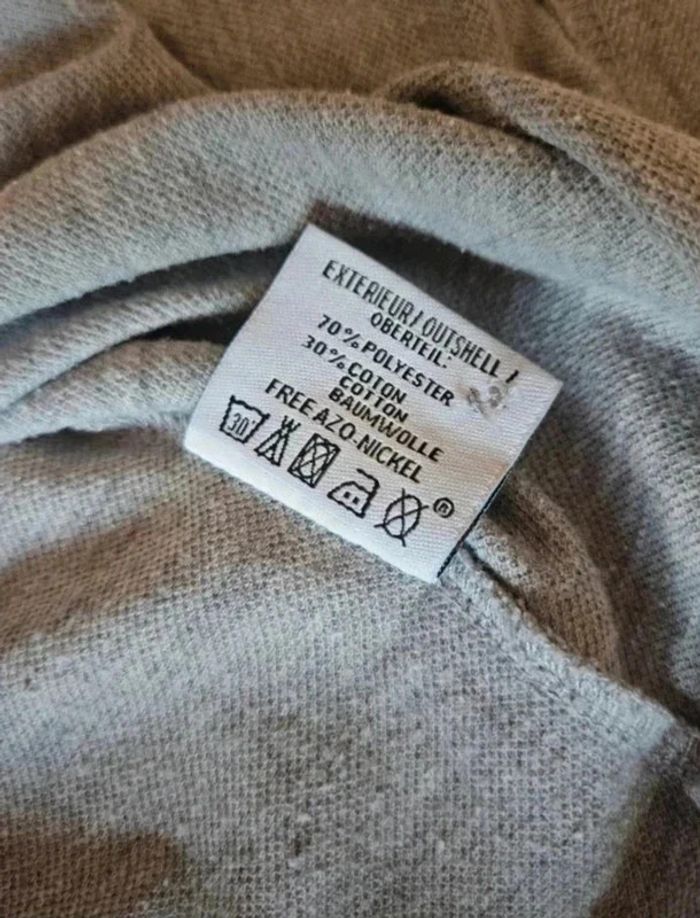 EXTERIEUR/OUTSHELL/
OBERTEIL:
70%POLYESTER
30%COTON
COTTON
BAUMWOLLE
FREE AZO-NICKEL
30° ®